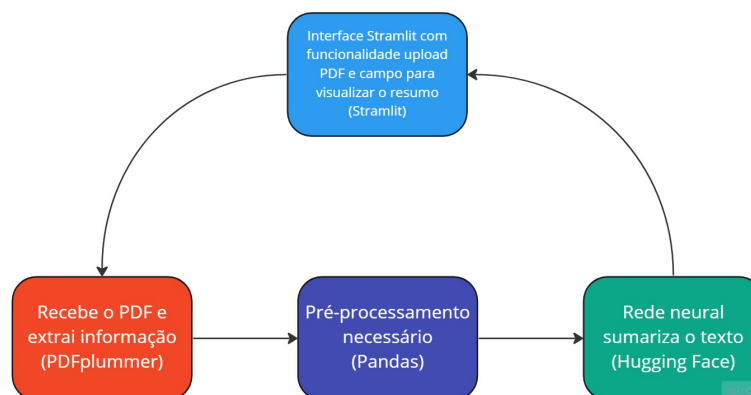 Interface Stramlit com
funcionalidade upload
PDF e campo para
visualizar o resumo
(Stramlit)
Recebe o PDF e
extrai informação
(PDFplummer)
Pré-processamento
necessário
(Pandas)
Rede neural
sumariza o texto
(Hugging Face)